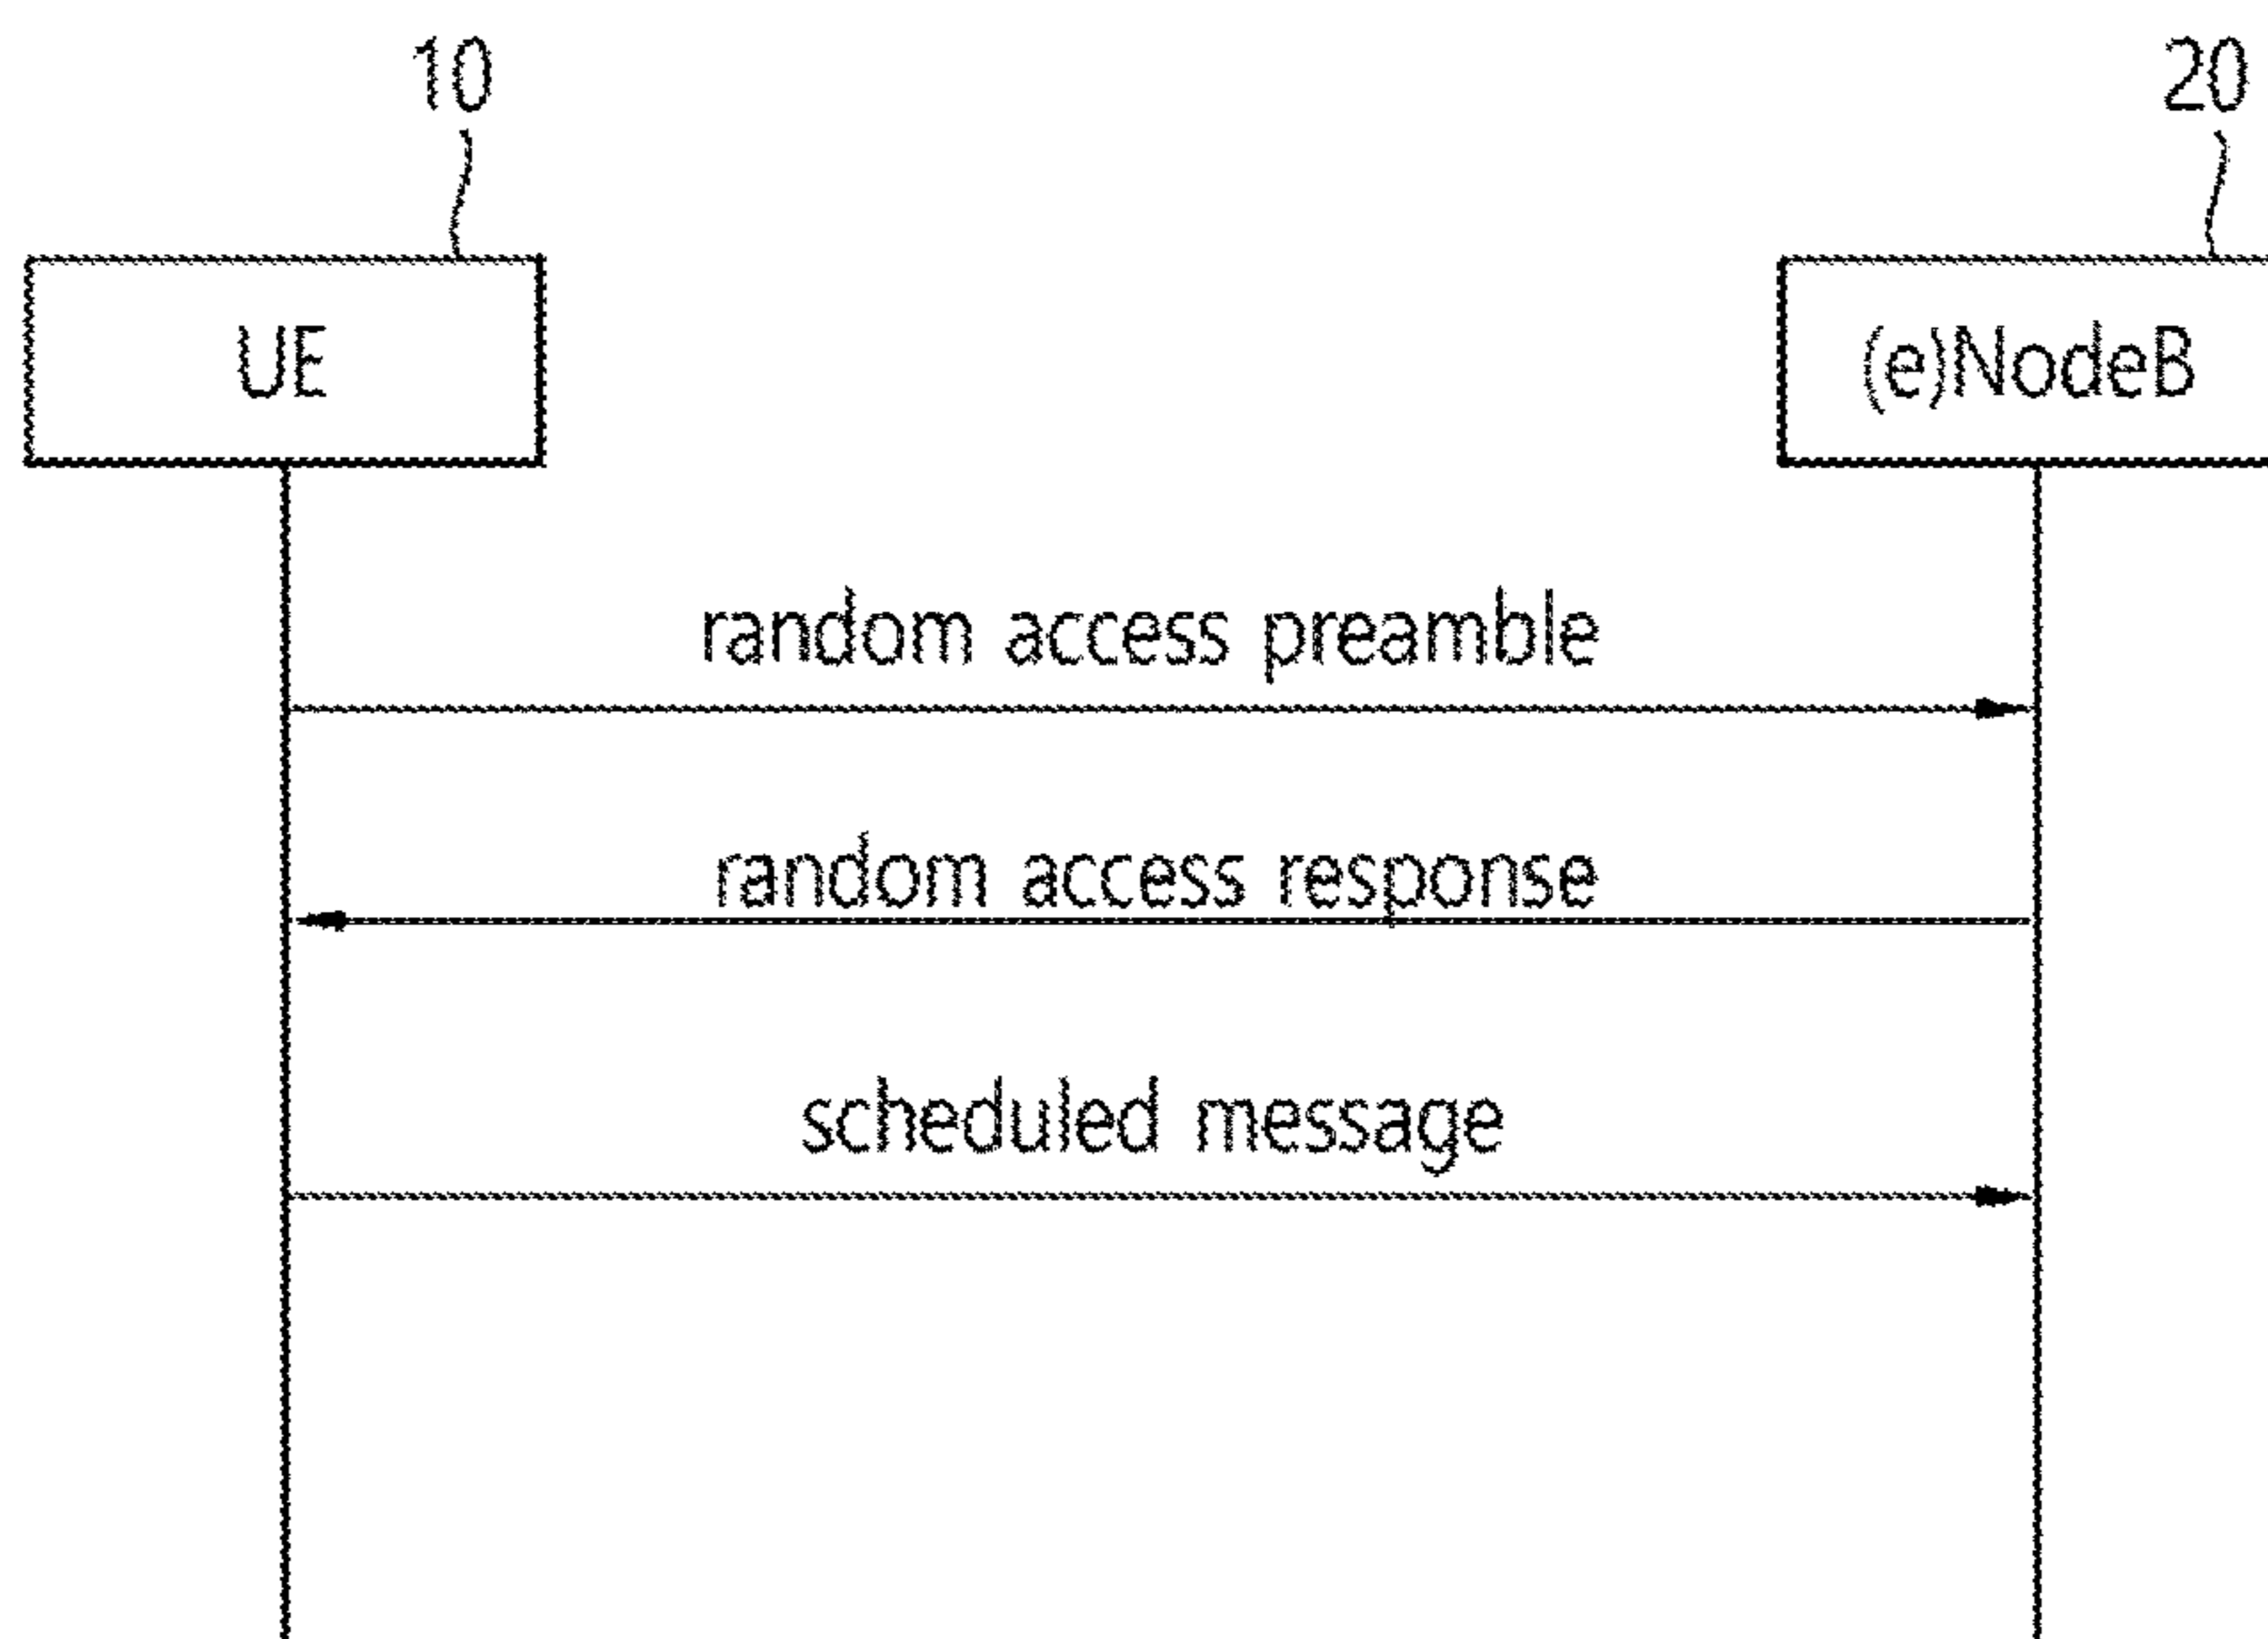 10
20
UE
(e)NodeB
random access preamble
random access response
scheduled message